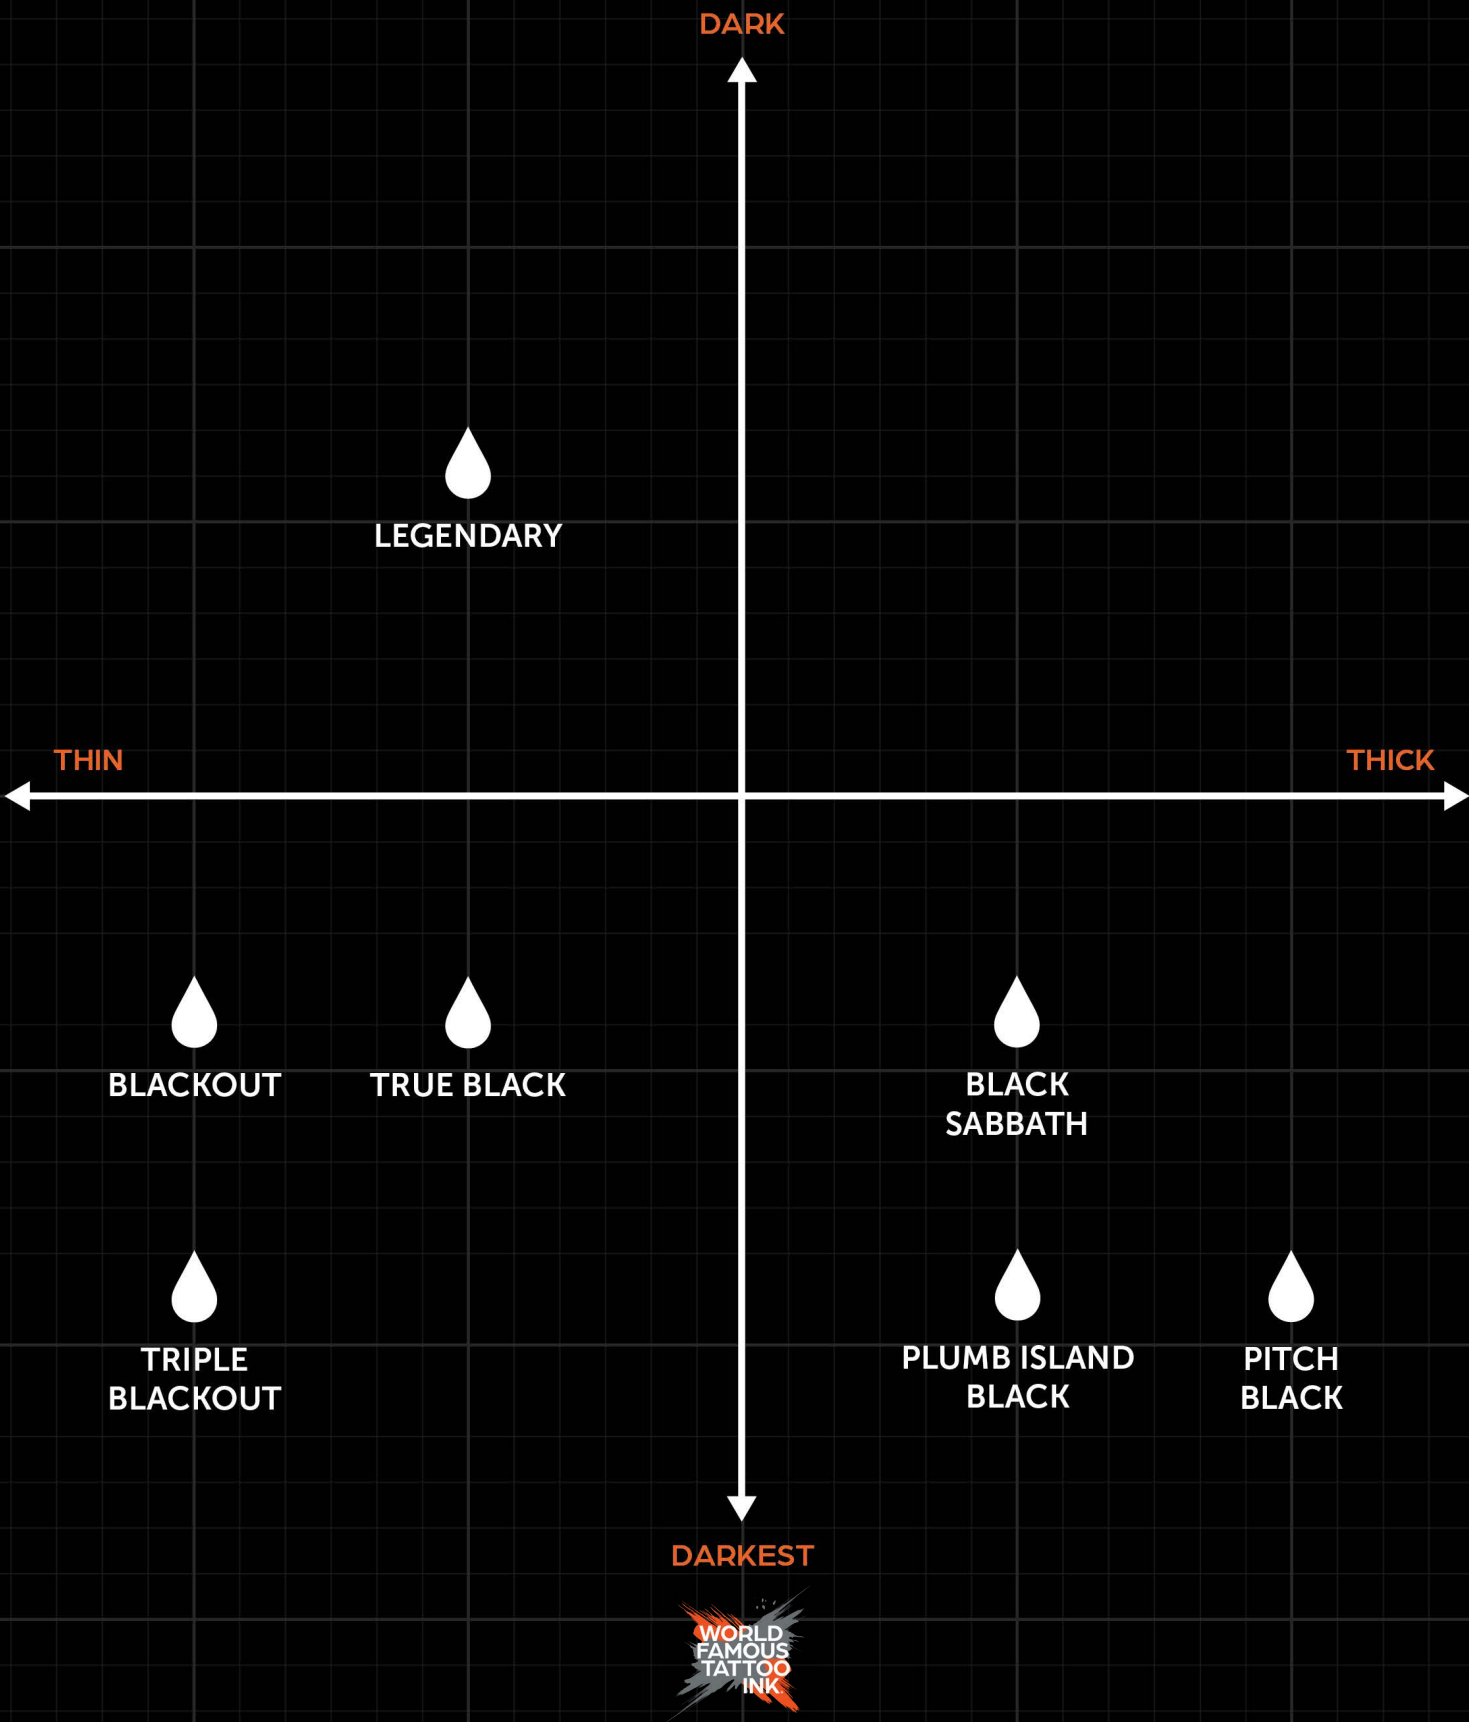 DARK
LEGENDARY
THIN
THICK
BLACKOUT
TRUE BLACK
BLACK
SABBATH
TRIPLE
BLACKOUT
PLUMB ISLAND
BLACK
PITCH
BLACK
DARKEST
WORLD
FAMOUS
TATTOO
INK.